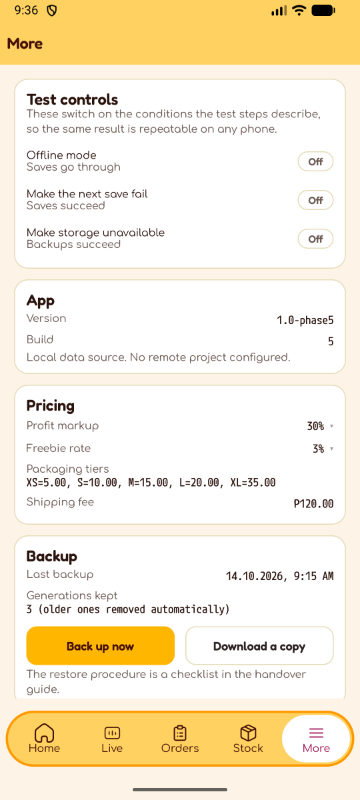 9:36
More
Test controls
These switch on the conditions the test steps describe,
so the same result is repeatable on any phone.
Offline mode
Saves go through
Off
Make the next save fail
Saves succeed
Off
Make storage unavailable
Backups succeed
Off
App
Version 1.0-phase5
Build 5
Local data source. No remote project configured.
Pricing
Profit markup 30%
Freebie rate 3%
Packaging tiers
XS=5.00, S=10.00, M=15.00, L=20.00, XL=35.00
Shipping fee P120.00
Backup
Last backup 14.10.2026, 9:15 AM
Generations kept
3 (older ones removed automatically)
Back up now Download a copy
The restore procedure is a checklist in the handover
guide.
Home Live Orders Stock More